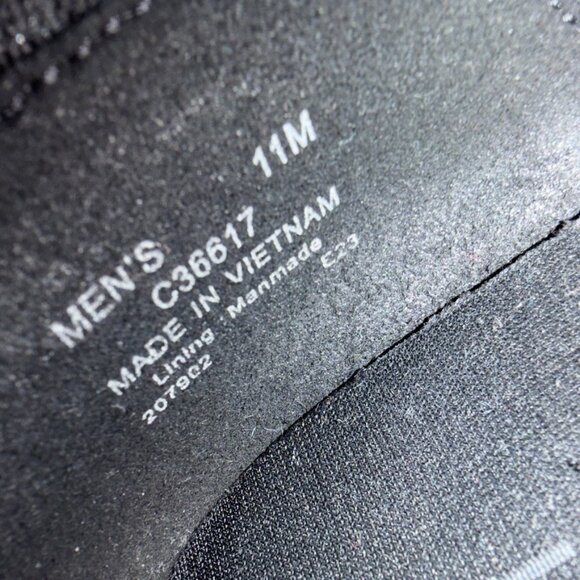 MEN'S 11M
C36617
MADE IN VIETNAM
Lining : Manmade E23
207902